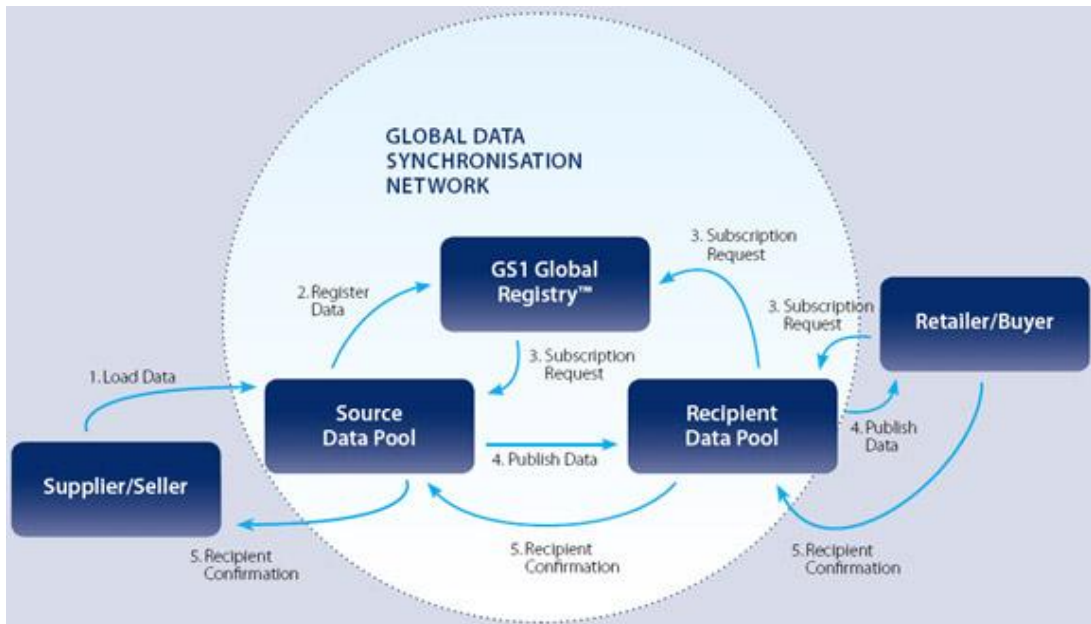 GLOBAL DATA
SYNCHRONISATION
NETWORK
GS1 Global
Registry™
3. Subscription
Request
2. Register
Data
3. Subscription
Request
Retailer/Buyer
3. Subscription
Request
1. Load Data
Source
Data Pool
Recipient
Data Pool
4. Publish Data
4. Publish
Data
Supplier/Seller
5. Recipient
Confirmation
5. Recipient
Confirmation
5. Recipient
Confirmation